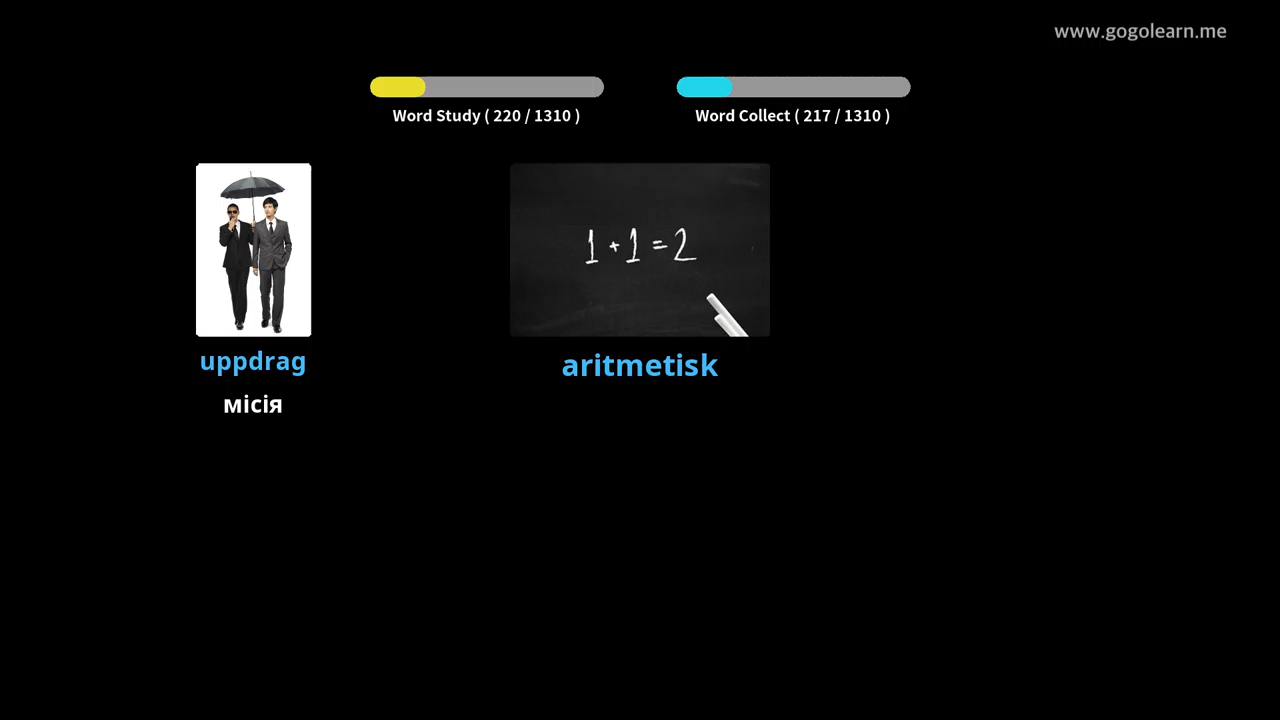 www.gogolearn.me
Word Study ( 220 / 1310 )
Word Collect ( 217 / 1310 )
1 + 1 = 2
uppdrag
aritmetisk
місія